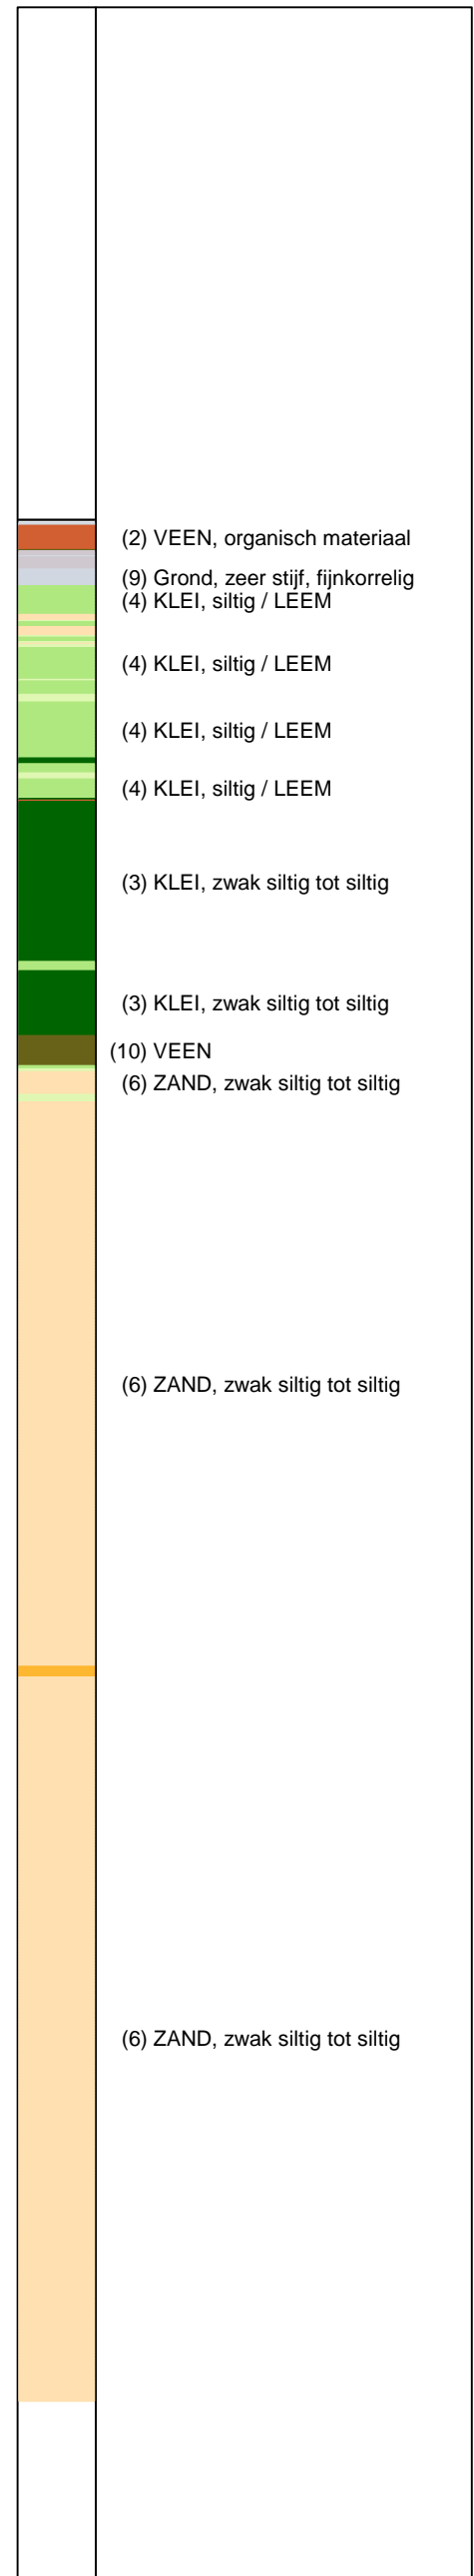 (2) VEEN, organisch materiaal
(9) Grond, zeer stijf, fijnkorrelig
(4) KLEI, siltig / LEEM
(4) KLEI, siltig / LEEM
(4) KLEI, siltig / LEEM
(4) KLEI, siltig / LEEM
(3) KLEI, zwak siltig tot siltig
(3) KLEI, zwak siltig tot siltig
(10) VEEN
(6) ZAND, zwak siltig tot siltig
(6) ZAND, zwak siltig tot siltig
(6) ZAND, zwak siltig tot siltig